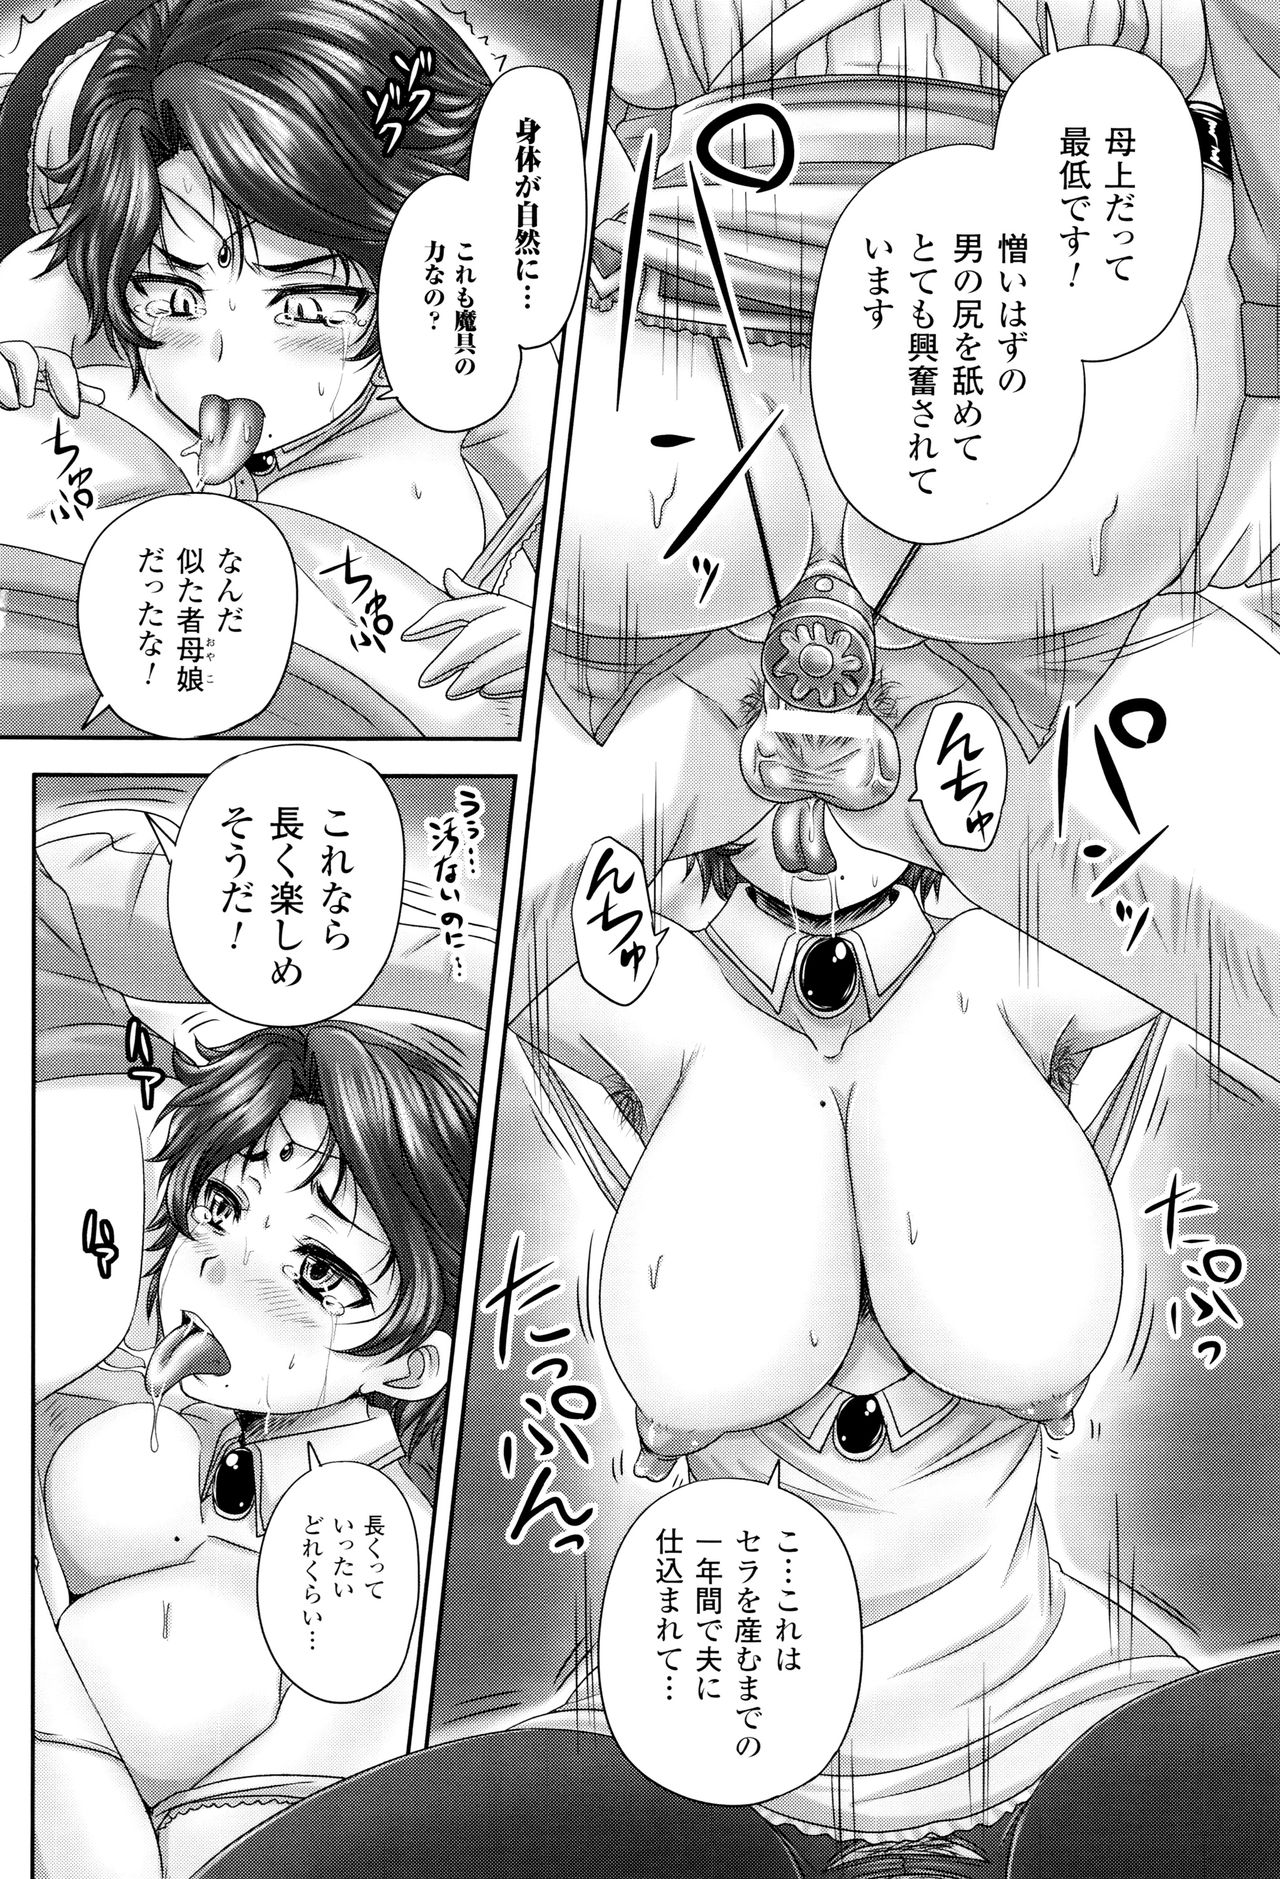 母上だって
最低です！
憎いはずの
男の尻を舐めて
とても興奮されて
います
パンッ
パンッ
んちゅ
んちゅ
たぷっ
たっぷんっ
こ…これは
セラを産むまでの
一年間で夫に
仕込まれて…
ゾク
ゾク
身体が自然に…
これも魔具の
力なの？
ちゅぷ
ちゅぷ
なんだ
似た者母娘
おやこ
だったな！
これなら
長く楽しめ
そうだ！
うぅ…
汚ないのに…
ハァ
ハァ
長くって
いったい
どれくらい…